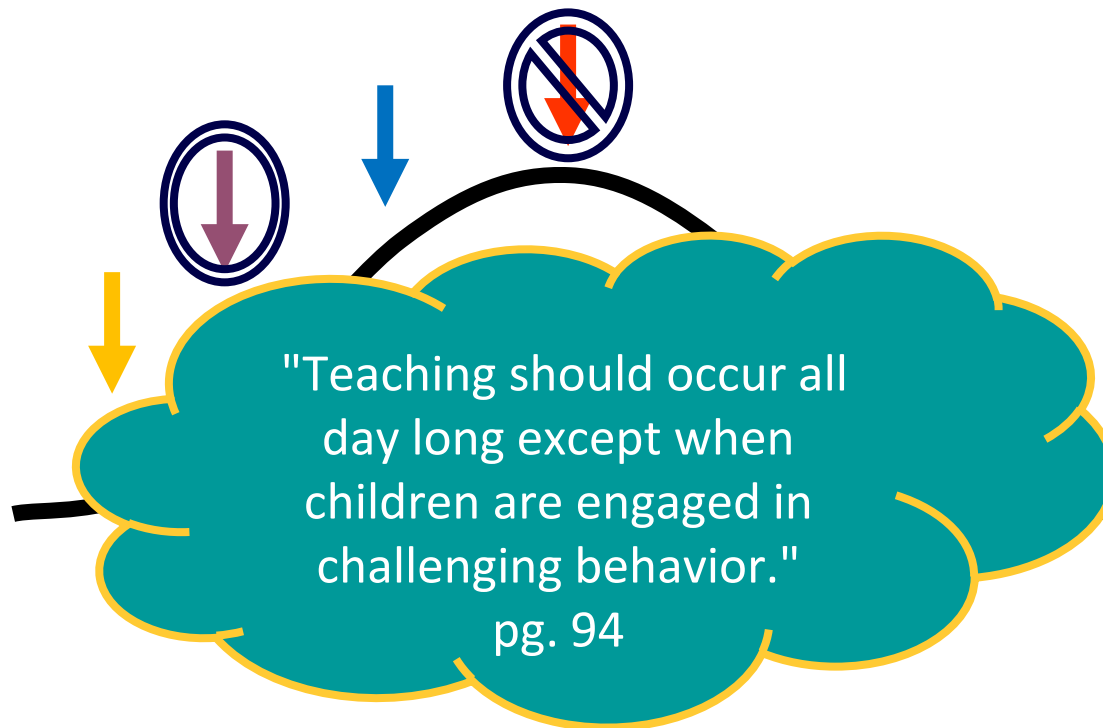 "Teaching should occur all
day long except when
children are engaged in
challenging behavior."
pg. 94